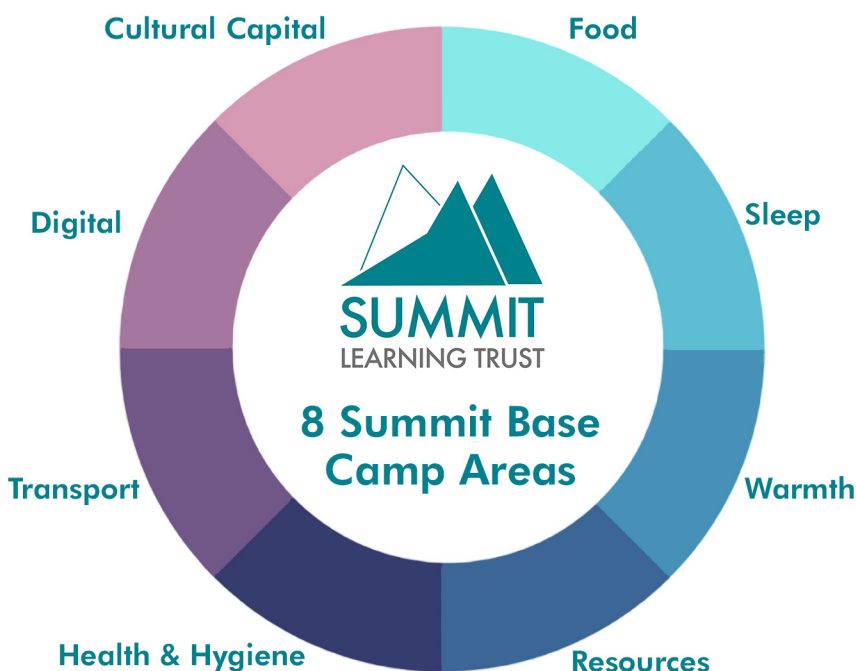 Cultural Capital
Food
Digital
Sleep
SUMMIT
LEARNING TRUST
8 Summit Base
Camp Areas
Transport
Warmth
Health & Hygiene
Resources